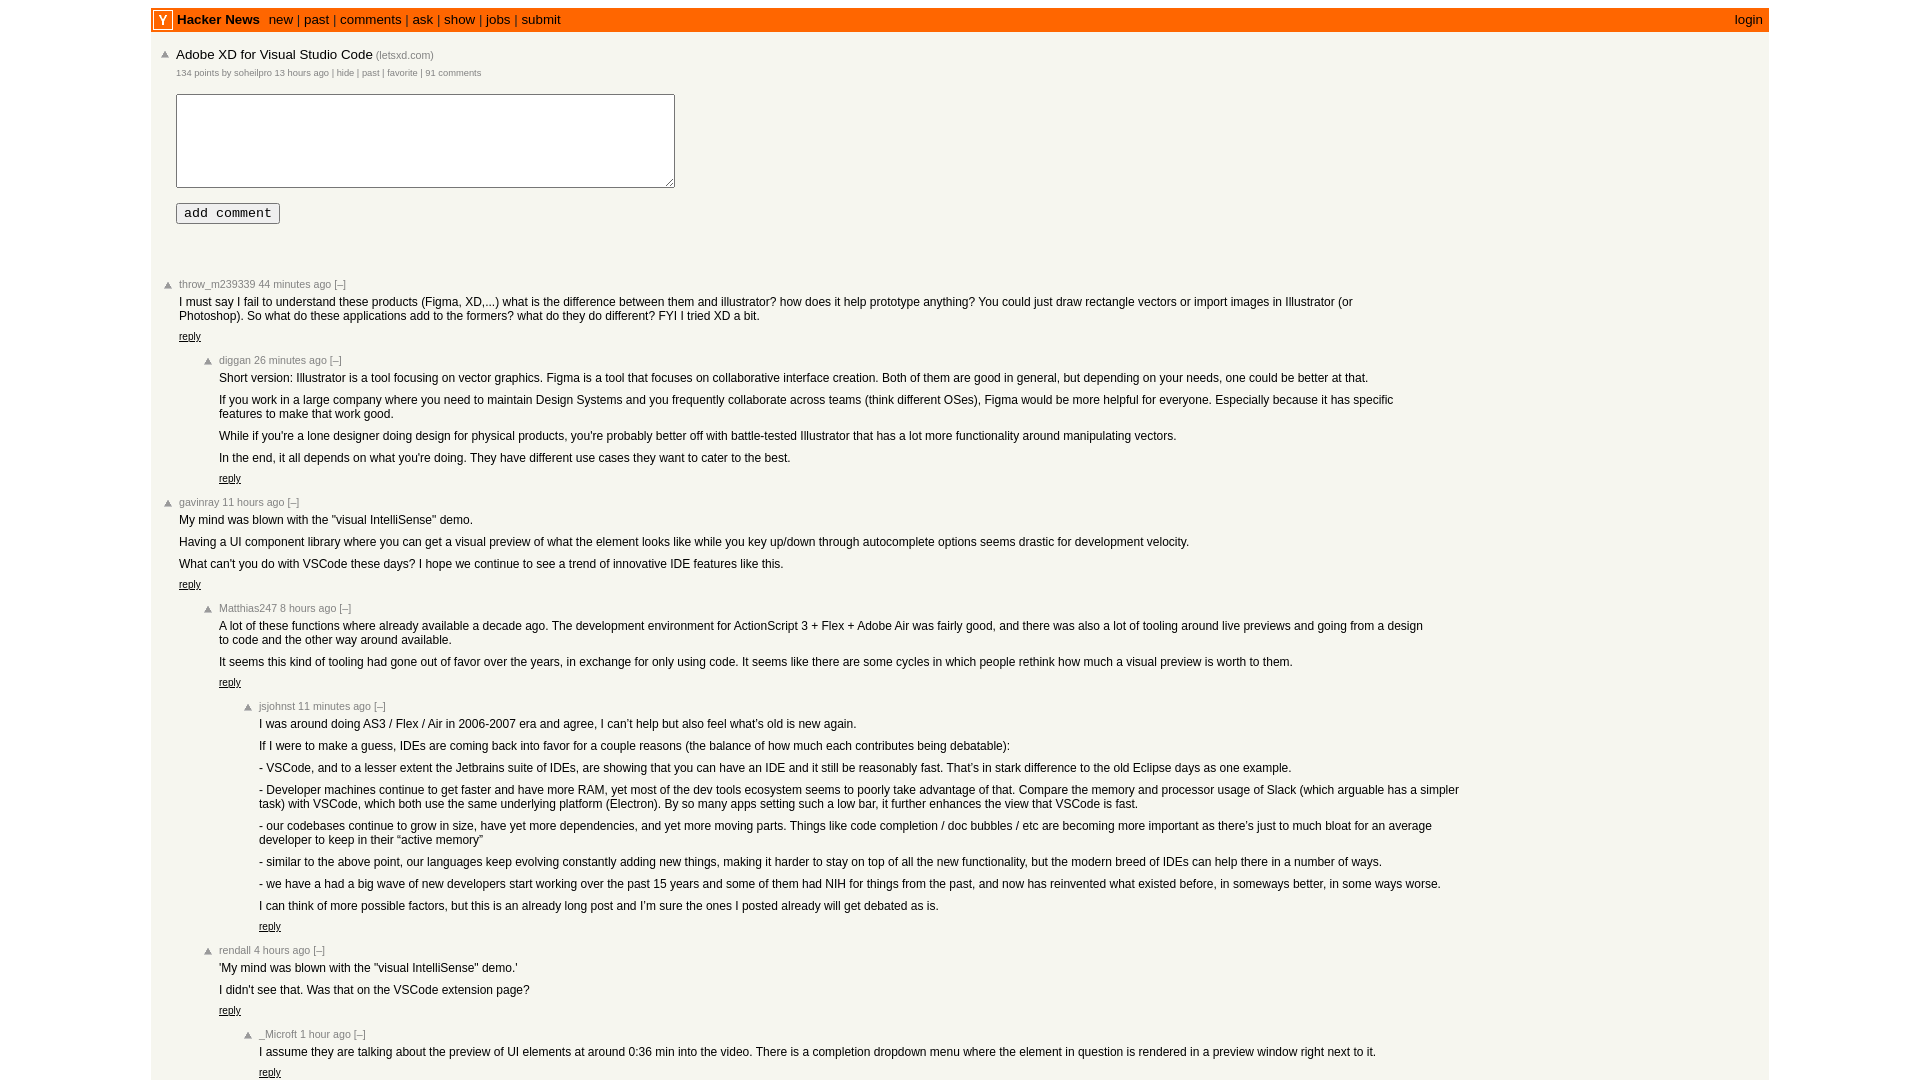 Y Hacker News new | past | comments | ask | show | jobs | submit login
Adobe XD for Visual Studio Code (letsxd.com)
134 points by soheilpro 13 hours ago | hide | past | favorite | 91 comments
add comment
throw_m239339 44 minutes ago [–]
I must say I fail to understand these products (Figma, XD,...) what is the difference between them and illustrator? how does it help prototype anything? You could just draw rectangle vectors or import images in Illustrator (or
Photoshop). So what do these applications add to the formers? what do they do different? FYI I tried XD a bit.
reply
diggan 26 minutes ago [–]
Short version: Illustrator is a tool focusing on vector graphics. Figma is a tool that focuses on collaborative interface creation. Both of them are good in general, but depending on your needs, one could be better at that.
If you work in a large company where you need to maintain Design Systems and you frequently collaborate across teams (think different OSes), Figma would be more helpful for everyone. Especially because it has specific
features to make that work good.
While if you're a lone designer doing design for physical products, you're probably better off with battle-tested Illustrator that has a lot more functionality around manipulating vectors.
In the end, it all depends on what you're doing. They have different use cases they want to cater to the best.
reply
gavinray 11 hours ago [–]
My mind was blown with the "visual IntelliSense" demo.
Having a UI component library where you can get a visual preview of what the element looks like while you key up/down through autocomplete options seems drastic for development velocity.
What can't you do with VSCode these days? I hope we continue to see a trend of innovative IDE features like this.
reply
Matthias247 8 hours ago [–]
A lot of these functions where already available a decade ago. The development environment for ActionScript 3 + Flex + Adobe Air was fairly good, and there was also a lot of tooling around live previews and going from a design
to code and the other way around available.
It seems this kind of tooling had gone out of favor over the years, in exchange for only using code. It seems like there are some cycles in which people rethink how much a visual preview is worth to them.
reply
jsjohnst 11 minutes ago [–]
I was around doing AS3 / Flex / Air in 2006-2007 era and agree, I can’t help but also feel what’s old is new again.
If I were to make a guess, IDEs are coming back into favor for a couple reasons (the balance of how much each contributes being debatable):
- VSCode, and to a lesser extent the Jetbrains suite of IDEs, are showing that you can have an IDE and it still be reasonably fast. That’s in stark difference to the old Eclipse days as one example.
- Developer machines continue to get faster and have more RAM, yet most of the dev tools ecosystem seems to poorly take advantage of that. Compare the memory and processor usage of Slack (which arguable has a simpler
task) with VSCode, which both use the same underlying platform (Electron). By so many apps setting such a low bar, it further enhances the view that VSCode is fast.
- our codebases continue to grow in size, have yet more dependencies, and yet more moving parts. Things like code completion / doc bubbles / etc are becoming more important as there’s just to much bloat for an average
developer to keep in their “active memory”
- similar to the above point, our languages keep evolving constantly adding new things, making it harder to stay on top of all the new functionality, but the modern breed of IDEs can help there in a number of ways.
- we have a had a big wave of new developers start working over the past 15 years and some of them had NIH for things from the past, and now has reinvented what existed before, in someways better, in some ways worse.
I can think of more possible factors, but this is an already long post and I’m sure the ones I posted already will get debated as is.
reply
rendall 4 hours ago [–]
'My mind was blown with the "visual IntelliSense" demo.'
I didn't see that. Was that on the VSCode extension page?
reply
_Microft 1 hour ago [–]
I assume they are talking about the preview of UI elements at around 0:36 min into the video. There is a completion dropdown menu where the element in question is rendered in a preview window right next to it.
reply